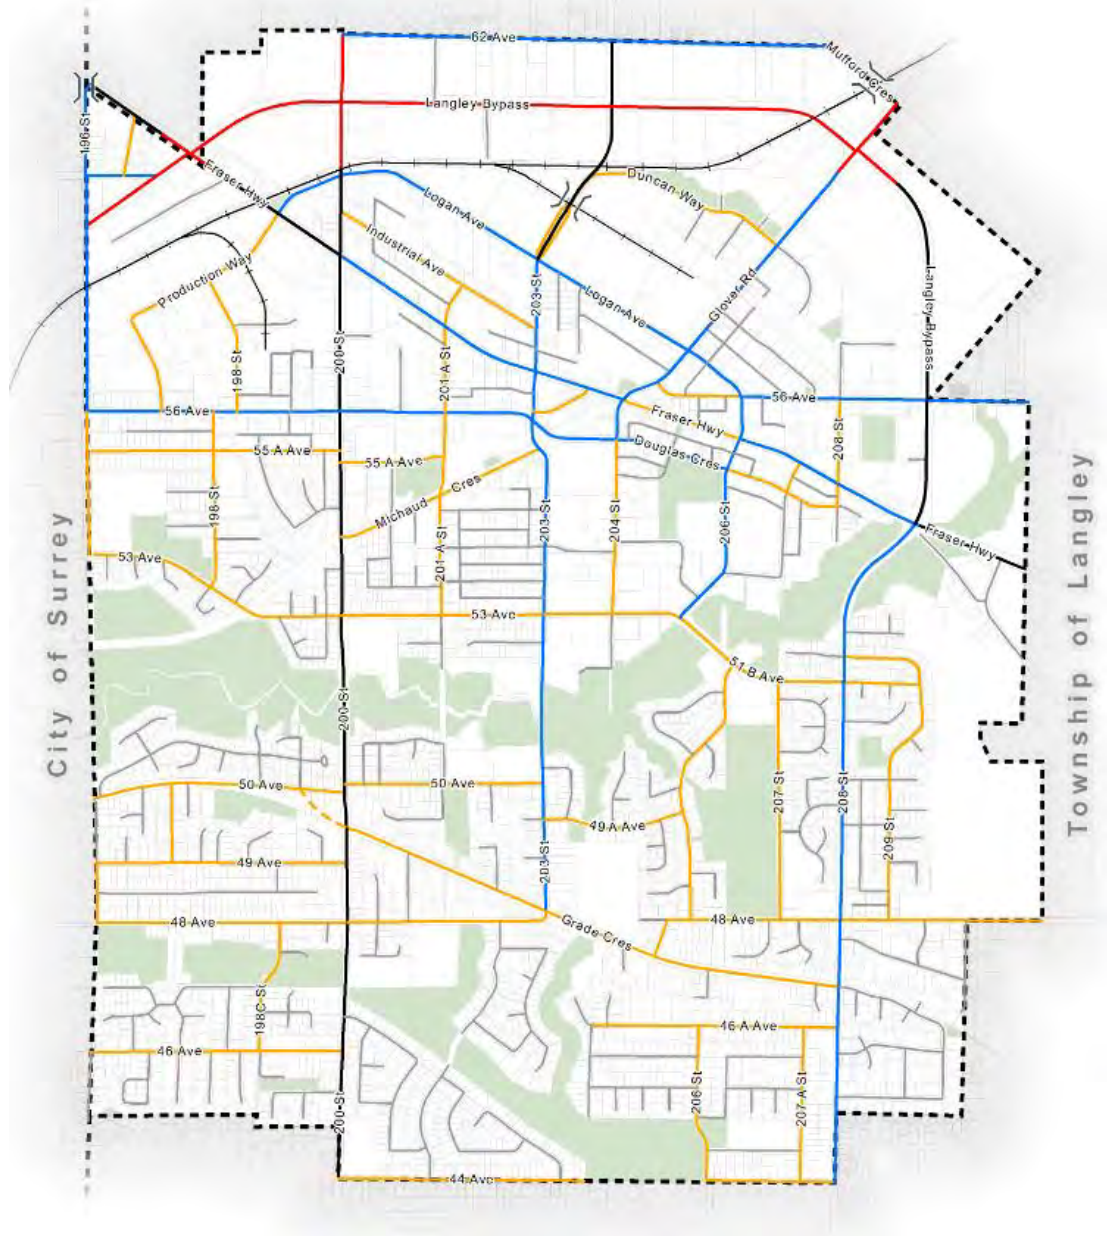 62 Ave
Mufford Cres
Langley Bypass
196 St
Fraser Hwy
Duncan Way
Logan Ave
Industrial Ave
Production Way
203 St
Logan Ave
Glover Rd
Langley Bypass
200 St
198 St
201 A St
56 Ave
56 Ave
Fraser Hwy
208 St
55 A Ave
55 A Ave
Douglas Cres
Michaud Cres
198 St
203 St
204 St
206 St
Fraser Hwy
53 Ave
201 A St
53 Ave
51 B Ave
City of Surrey
Township of Langley
200 St
50 Ave
50 Ave
207 St
208 St
49 A Ave
209 St
49 Ave
203 St
48 Ave
48 Ave
Grade Cres
198C St
46 A Ave
46 Ave
206 St
207 A St
200 St
44 Ave